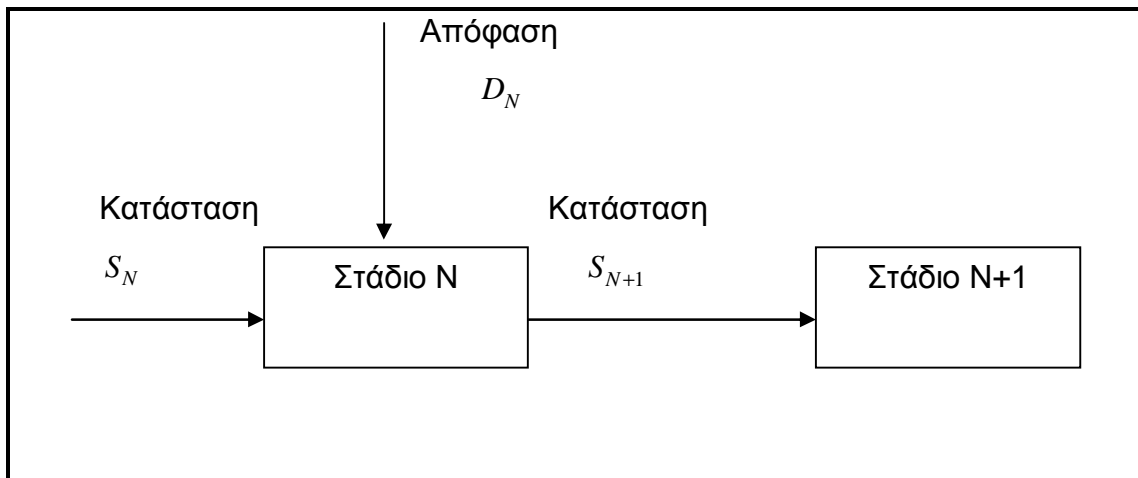 Απόφαση
D_N
Κατάσταση
S_N
Κατάσταση
S_{N+1}
Στάδιο Ν
Στάδιο Ν+1